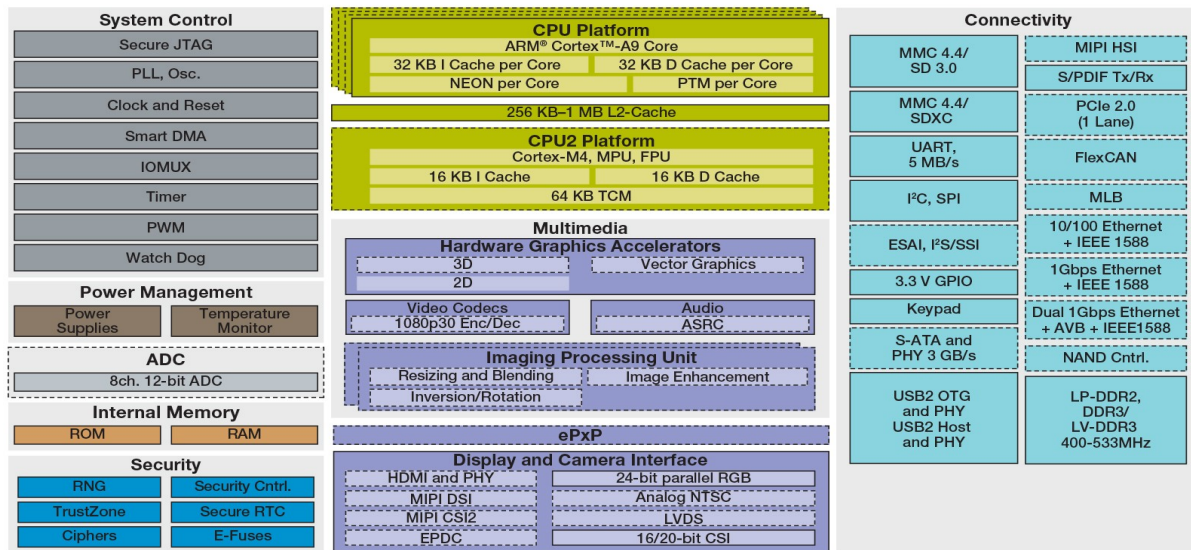 System Control
Secure JTAG
PLL, Osc.
Clock and Reset
Smart DMA
IOMUX
Timer
PWM
Watch Dog
Power Management
Power
Supplies
Temperature
Monitor
ADC
8ch. 12-bit ADC
Internal Memory
ROM
RAM
Security
RNG
Security Cntrl.
TrustZone
Secure RTC
Ciphers
E-Fuses
CPU Platform
ARM® Cortex™-A9 Core
32 KB I Cache per Core
32 KB D Cache per Core
NEON per Core
PTM per Core
256 KB–1 MB L2-Cache
CPU2 Platform
Cortex-M4, MPU, FPU
16 KB I Cache
16 KB D Cache
64 KB TCM
Multimedia
Hardware Graphics Accelerators
3D
Vector Graphics
2D
Video Codecs
1080p30 Enc/Dec
Audio
ASRC
Imaging Processing Unit
Resizing and Blending
Image Enhancement
Inversion/Rotation
ePxP
Display and Camera Interface
HDMI and PHY
24-bit parallel RGB
MIPI DSI
Analog NTSC
MIPI CSI2
LVDS
EPDC
16/20-bit CSI
Connectivity
MMC 4.4/
SD 3.0
MMC 4.4/
SDXC
UART,
5 MB/s
I²C, SPI
ESAI, I²S/SSI
3.3 V GPIO
Keypad
S-ATA and
PHY 3 GB/s
USB2 OTG
and PHY
USB2 Host
and PHY
MIPI HSI
S/PDIF Tx/Rx
PCIe 2.0
(1 Lane)
FlexCAN
MLB
10/100 Ethernet
+ IEEE 1588
1Gbps Ethernet
+ IEEE 1588
Dual 1Gbps Ethernet
+ AVB + IEEE1588
NAND Cntrl.
LP-DDR2,
DDR3/
LV-DDR3
400-533MHz